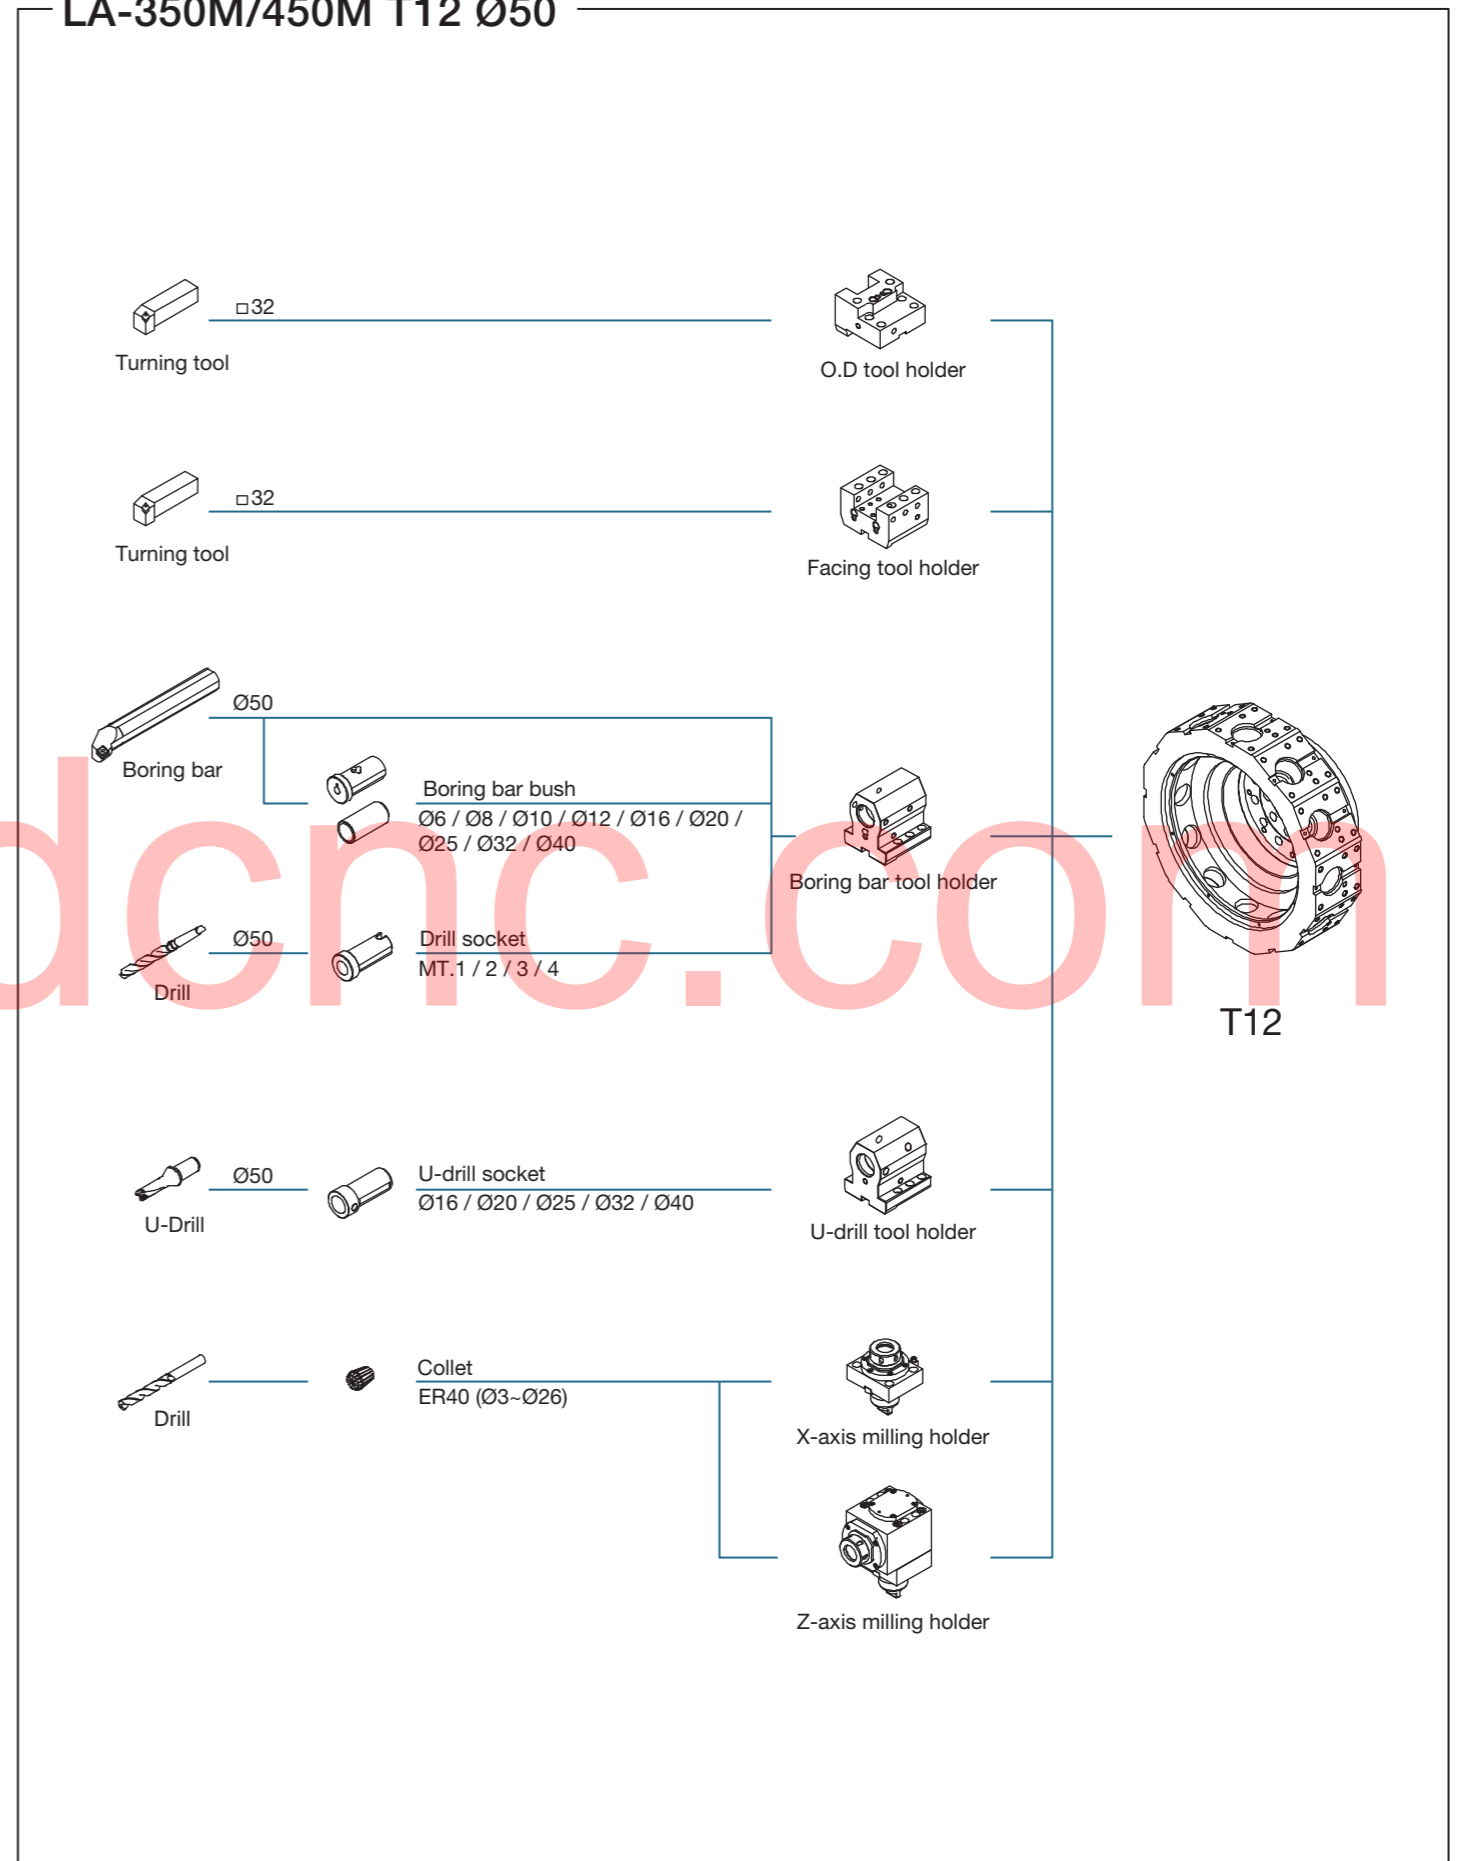 LA-350M/450M T12 Ø50
□32
Turning tool
O.D tool holder
□32
Turning tool
Facing tool holder
Ø50
Boring bar
Boring bar bush
Ø6 / Ø8 / Ø10 / Ø12 / Ø16 / Ø20 /
Ø25 / Ø32 / Ø40
Boring bar tool holder
Ø50
Drill
Drill socket
MT.1 / 2 / 3 / 4
dcnc.com
T12
Ø50
U-Drill
U-drill socket
Ø16 / Ø20 / Ø25 / Ø32 / Ø40
U-drill tool holder
Drill
Collet
ER40 (Ø3~Ø26)
X-axis milling holder
Z-axis milling holder